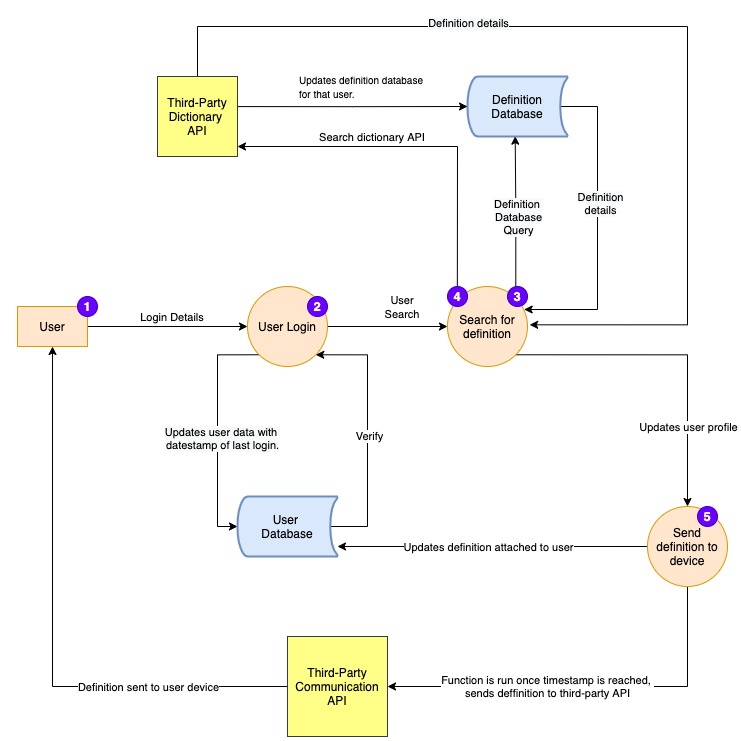 Definition details
Third-Party
Dictionary
API
Updates definition database
for that user.
Definition
Database
Search dictionary API
Definition
Database
Query
Definition
details
1
User
Login Details
2
User Login
User
Search
4
3
Search for
definition
Updates user data with
datestamp of last login.
Verify
Updates user profile
User
Database
Updates definition attached to user
5
Send
definition to
device
Third-Party
Communication
API
Definition sent to user device
Function is run once timestamp is reached,
sends defintion to third-party API